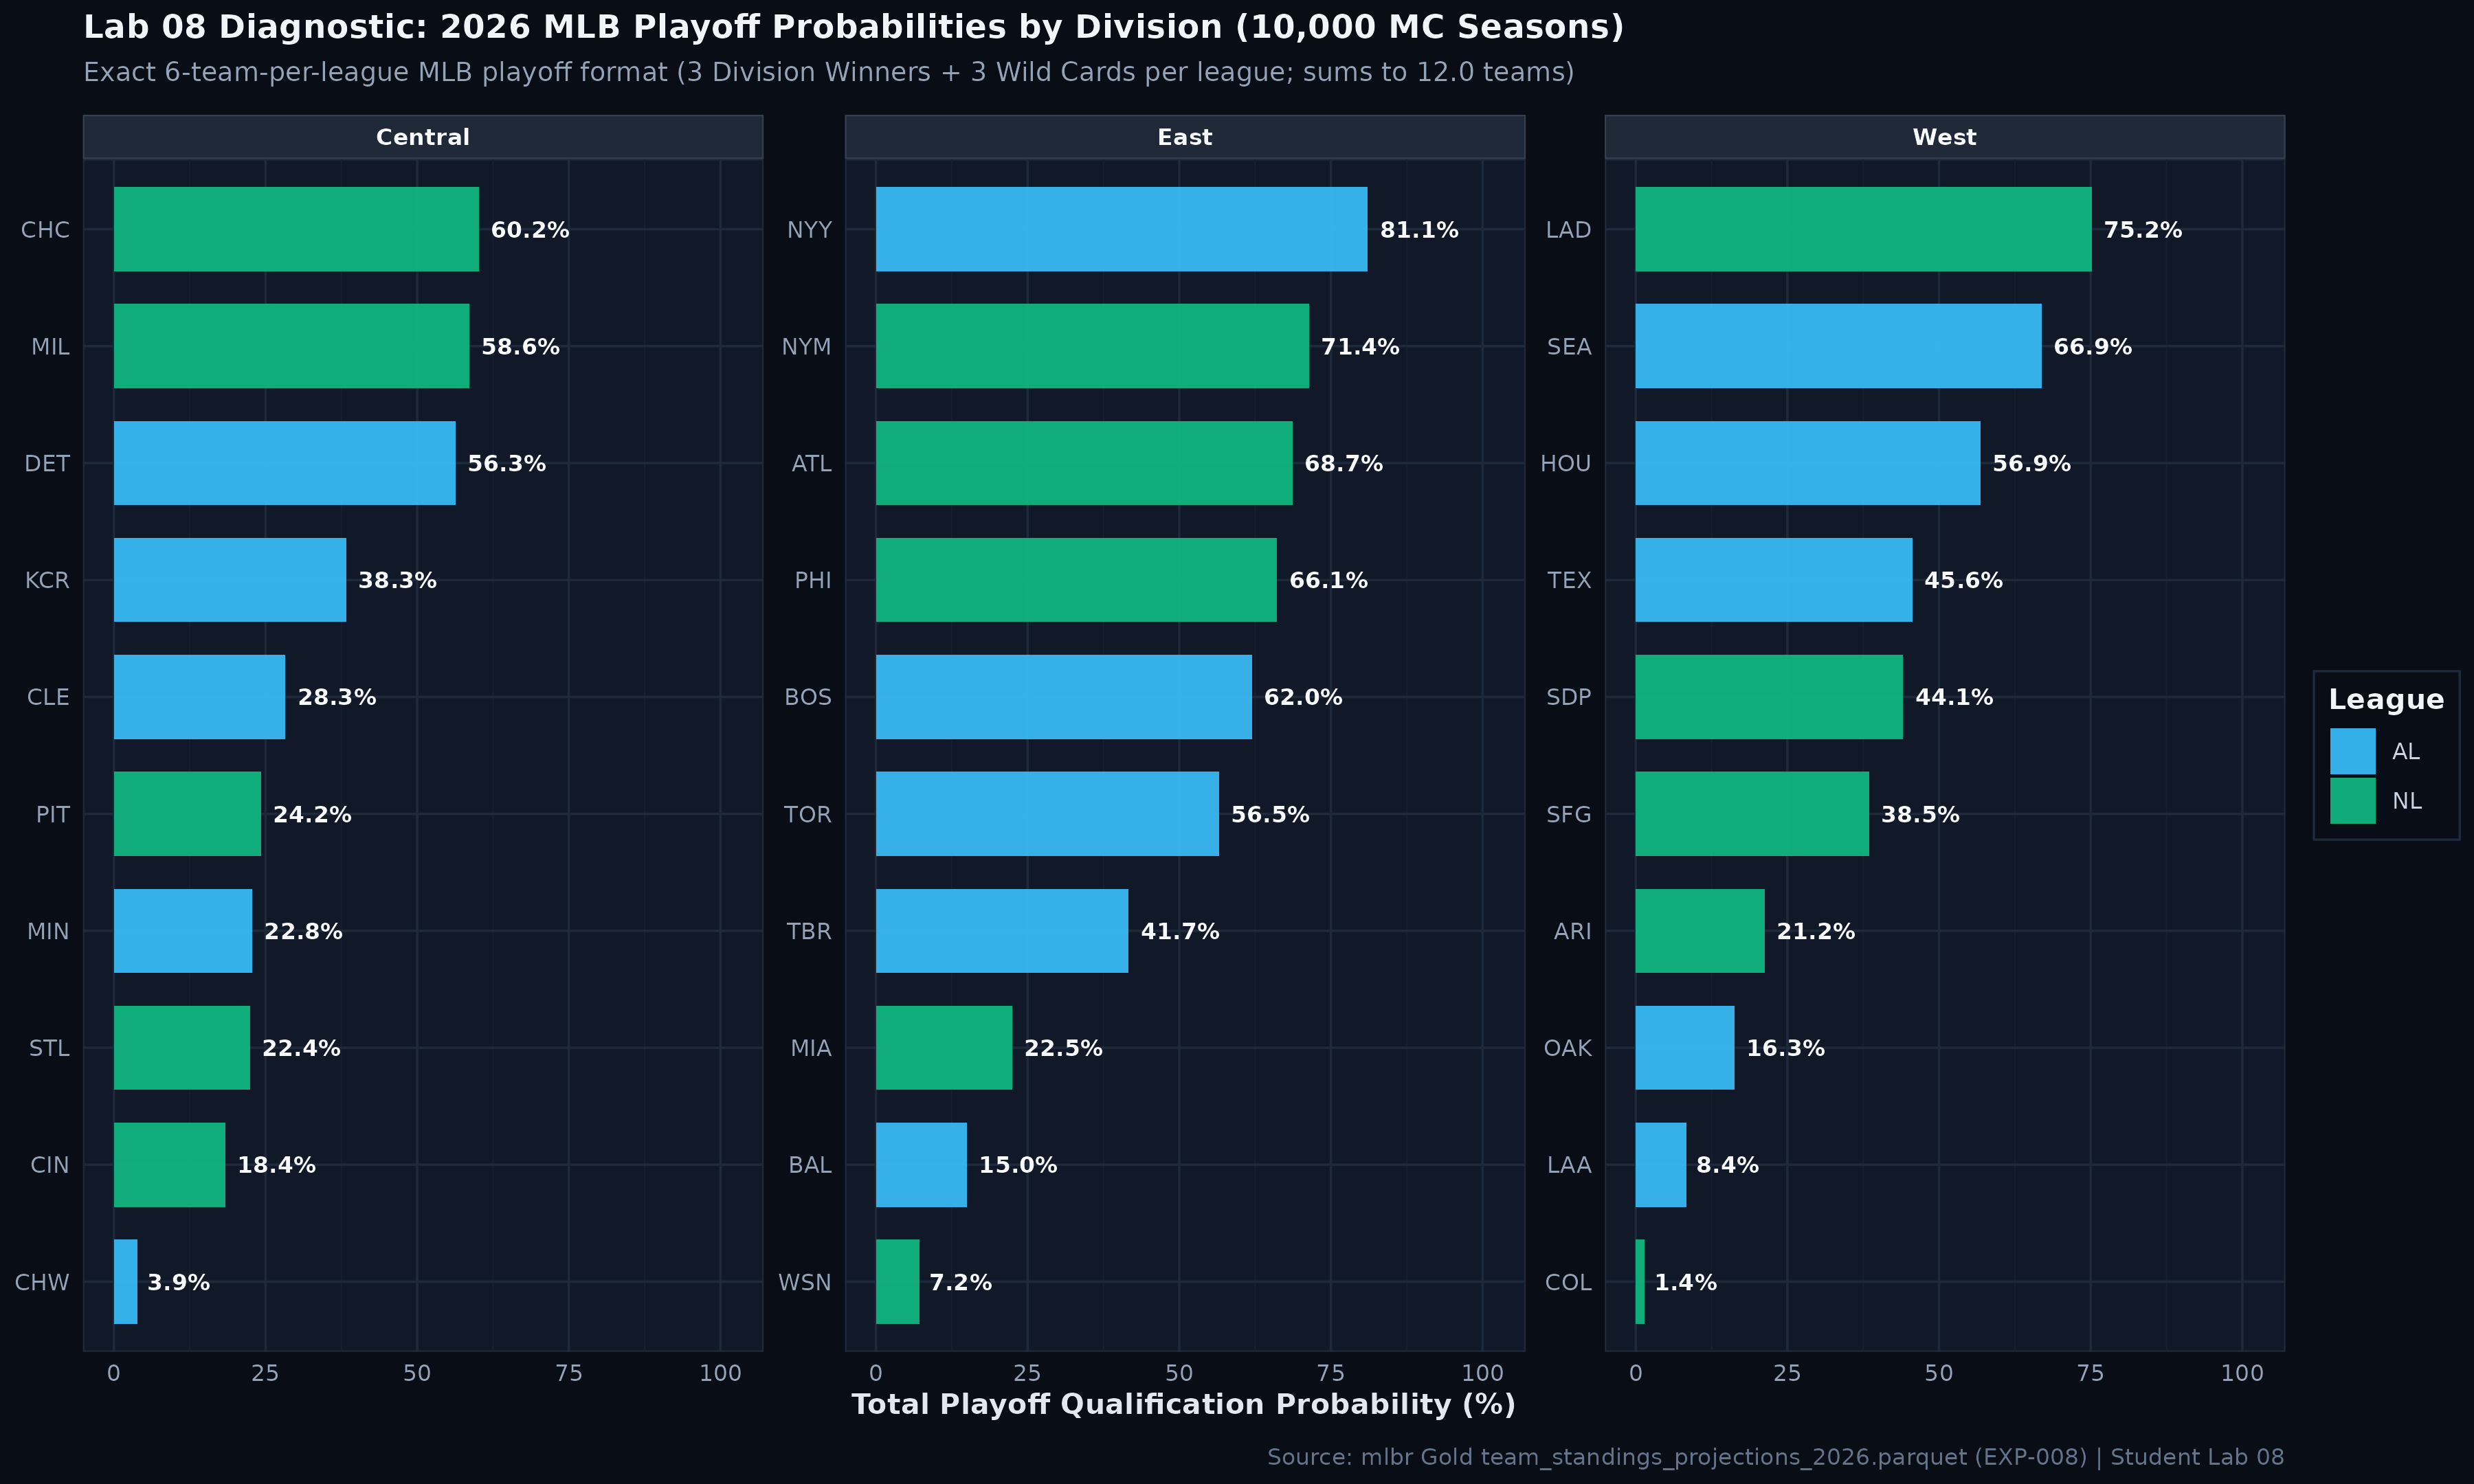 Lab 08 Diagnostic: 2026 MLB Playoff Probabilities by Division (10,000 MC Seasons)
Exact 6-team-per-league MLB playoff format (3 Division Winners + 3 Wild Cards per league; sums to 12.0 teams)
Central
CHC 60.2%
MIL 58.6%
DET 56.3%
KCR 38.3%
CLE 28.3%
PIT 24.2%
MIN 22.8%
STL 22.4%
CIN 18.4%
CHW 3.9%
0 25 50 75 100
East
NYY 81.1%
NYM 71.4%
ATL 68.7%
PHI 66.1%
BOS 62.0%
TOR 56.5%
TBR 41.7%
MIA 22.5%
BAL 15.0%
WSN 7.2%
0 25 50 75 100
West
LAD 75.2%
SEA 66.9%
HOU 56.9%
TEX 45.6%
SDP 44.1%
SFG 38.5%
ARI 21.2%
OAK 16.3%
LAA 8.4%
COL 1.4%
0 25 50 75 100
League
AL
NL
Total Playoff Qualification Probability (%)
Source: mlbr Gold team_standings_projections_2026.parquet (EXP-008) | Student Lab 08